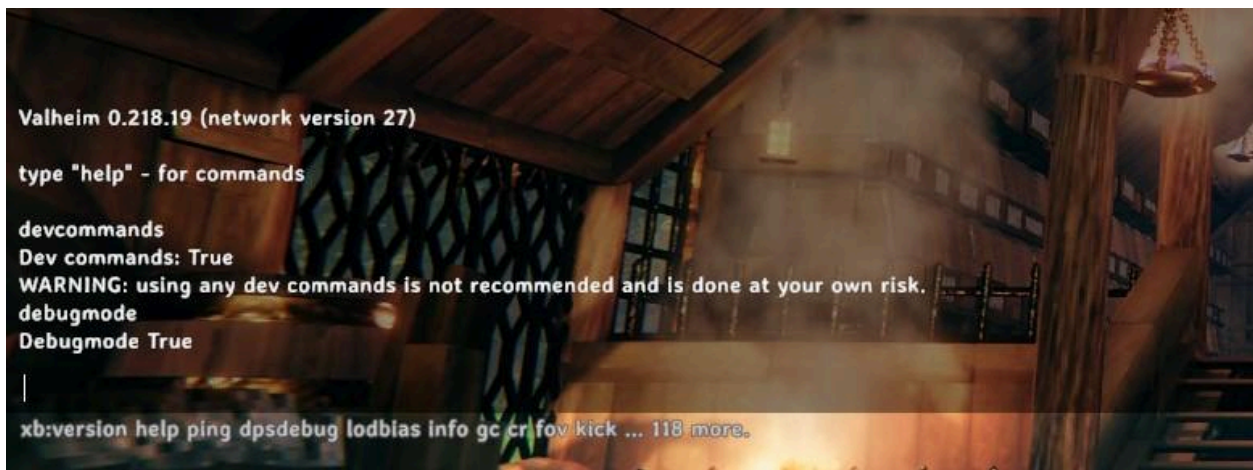 Valheim 0.218.19 (network version 27)
type "help" - for commands
devcommands
Dev commands: True
WARNING: using any dev commands is not recommended and is done at your own risk.
debugmode
Debugmode True
xb:version help ping dpsdebug lodbias info gc cr fov kick ... 118 more.